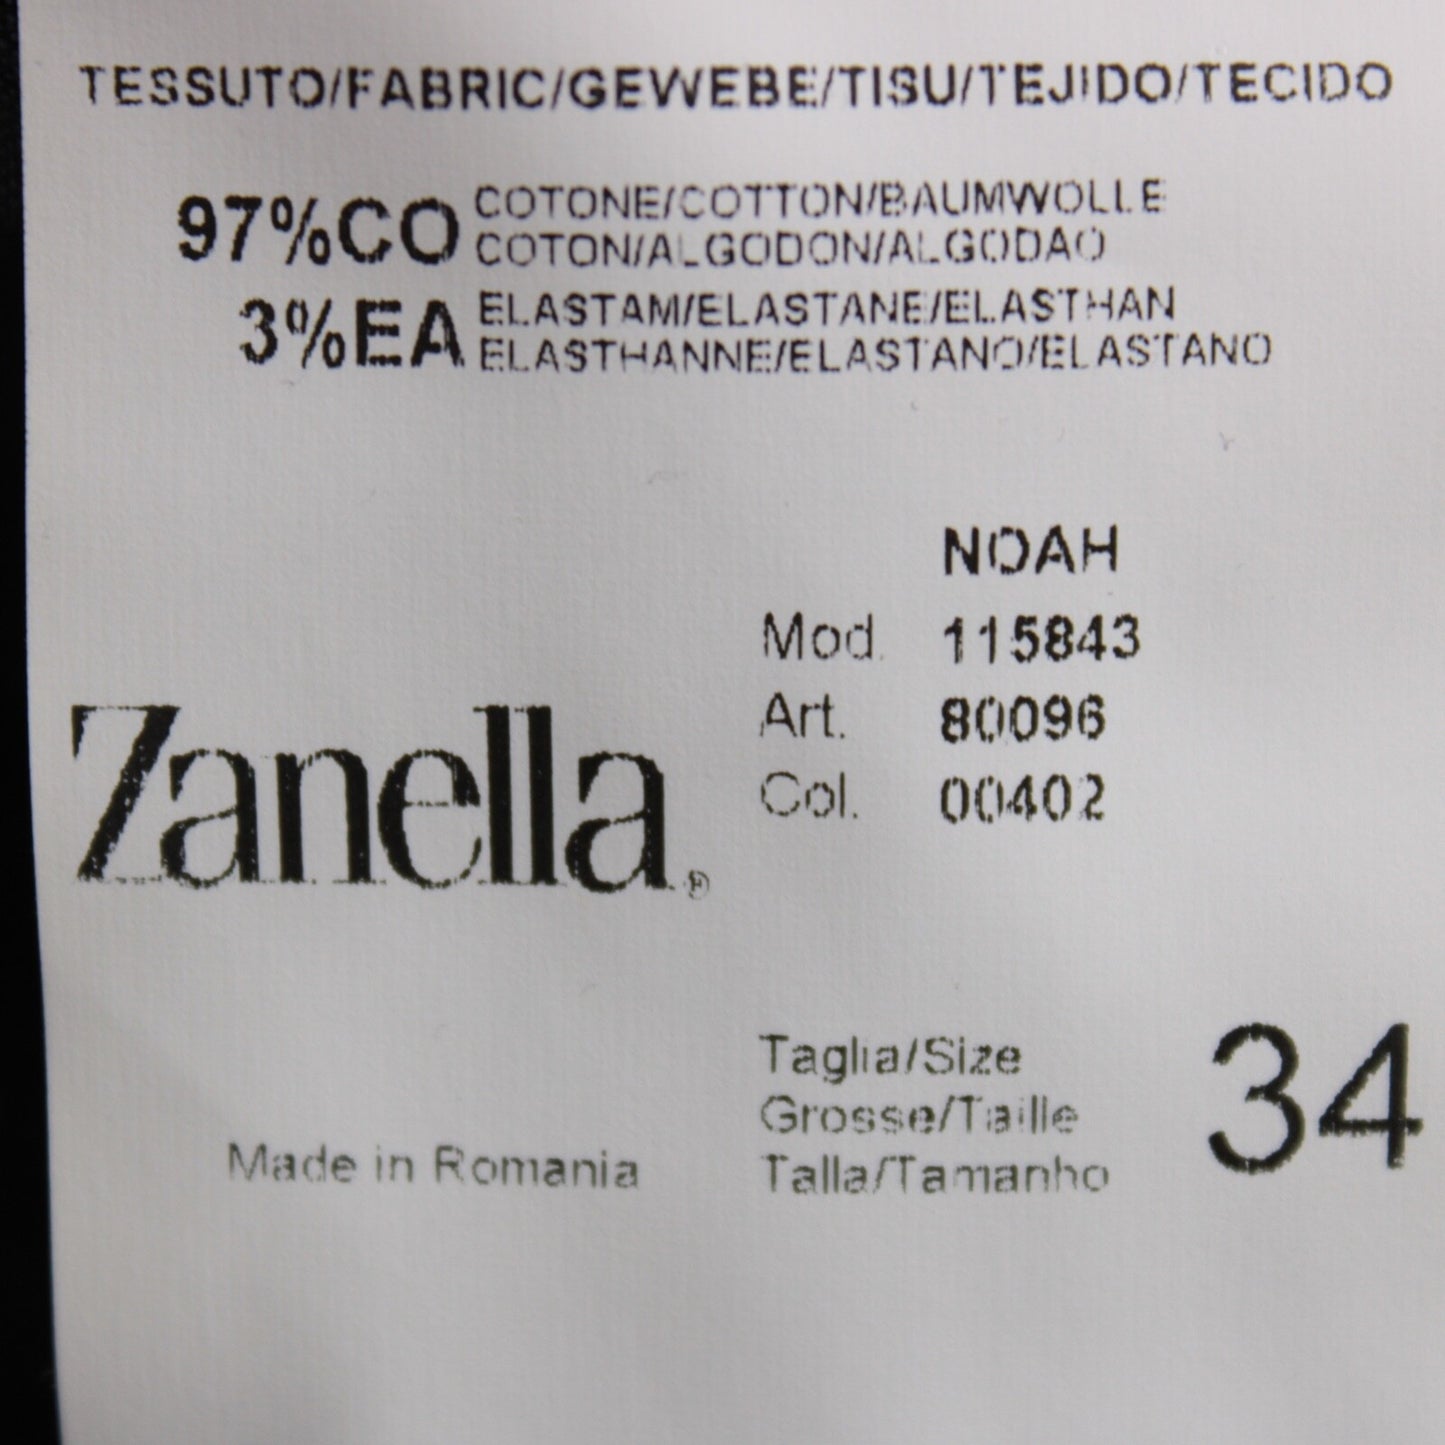 TESSUTO/FABRIC/GEWEBE/TISU/TEJIDO/TECIDO
97%CO COTONE/COTTON/BAUMWOLLE
COTON/ALGODON/ALGODAO
3%EA ELASTAM/ELASTANE/ELASTHAN
ELASTHANNE/ELASTANO/ELASTANO
NOAH
Mod. 115843
Art. 80096
Col. 00402
Zanella®
Taglia/Size
Grosse/Taille
Talla/Tamanho
34
Made in Romania